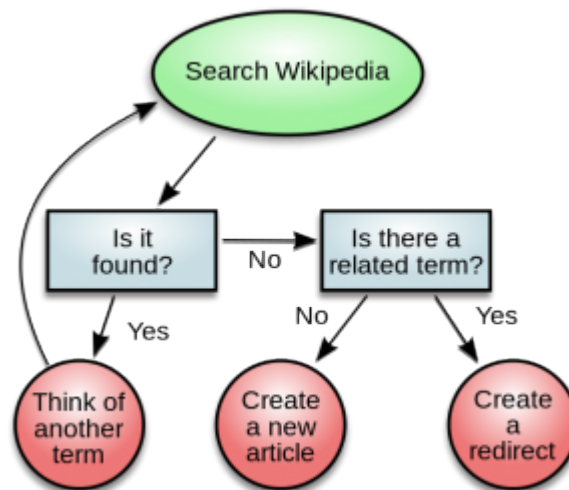 Search Wikipedia
Is it
found?
No
Is there a
related term?
Yes
No
Yes
Think of
another
term
Create
a new
article
Create
a
redirect